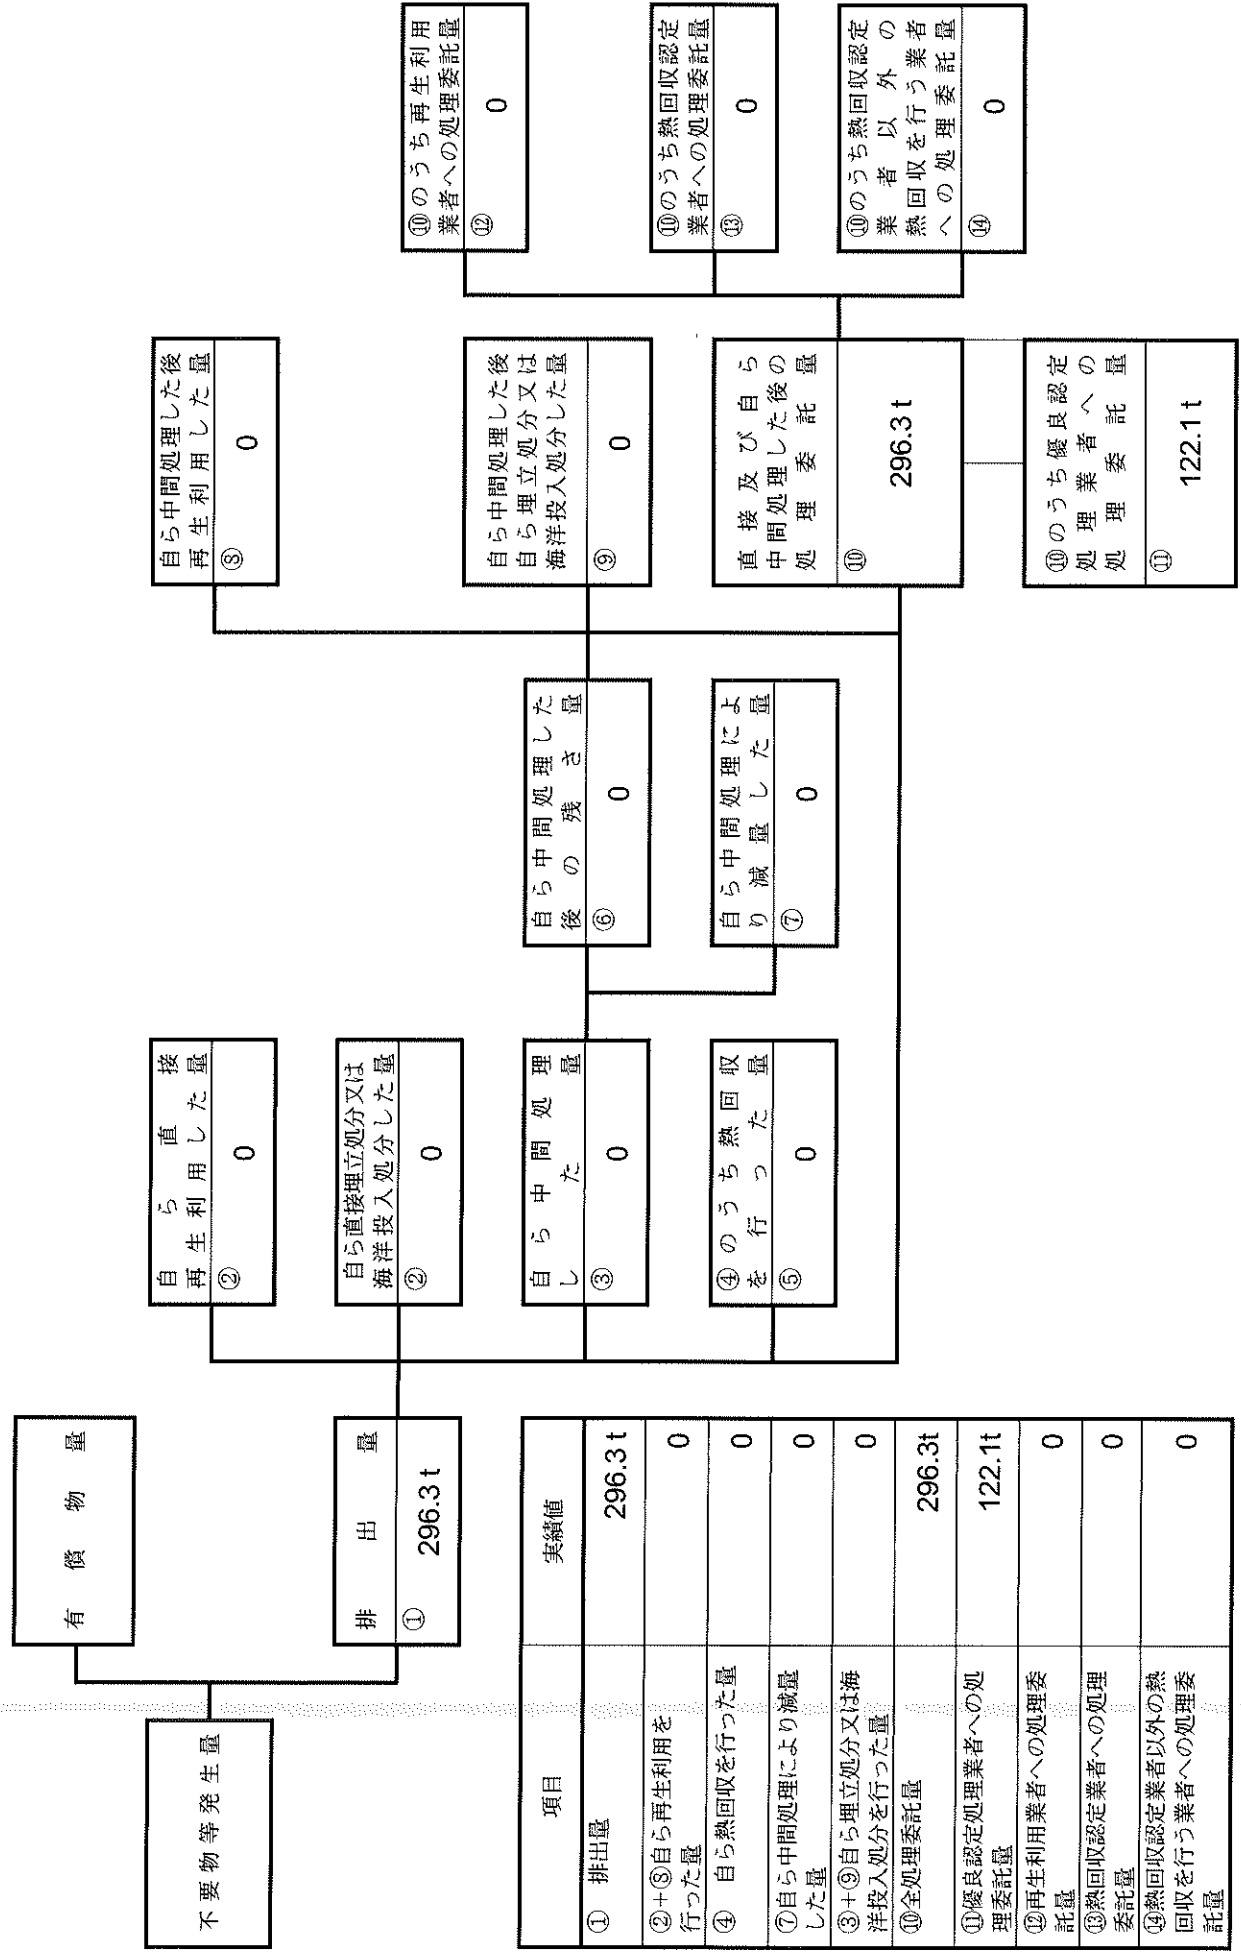 不要物等発生量
有償物量
排出量
① 296.3 t
自ら直接
再生利用した量
② 0
自ら直接埋立処分又は
海洋投入処分した量
② 0
自ら中間処理
した量
③ 0
④のうち熱回収
を行った量
⑤ 0
自ら中間処理した
後の残さ量
⑥ 0
自ら中間処理によ
り減量した量
⑦ 0
自ら中間処理した後
再生利用した量
⑧ 0
自ら中間処理した後
自ら埋立処分又は
海洋投入処分した量
⑨ 0
直接及び自ら
中間処理した後の
処理委託量
⑩ 296.3 t
⑩のうち優良認定
処理業者への
処理委託量
⑪ 122.1 t
⑩のうち再生利用
業者への処理委託量
⑫ 0
⑩のうち熱回収認定
業者への処理委託量
⑬ 0
⑩のうち熱回収認定
業者以外の
熱回収を行う業者
への処理委託量
⑭ 0
項目 実績値
① 排出量 296.3 t
②+⑧自ら再生利用を
行った量 0
④ 自ら熱回収を行った量 0
⑦自ら中間処理により減量
した量 0
③+⑨自ら埋立処分又は海
洋投入処分を行った量 0
⑩全処理委託量 296.3t
⑪優良認定処理業者への処
理委託量 122.1t
⑫再生利用業者への処理委
託量 0
⑬熱回収認定業者への処理
委託量 0
⑭熱回収認定業者以外の熱
回収を行う業者への処理委
託量 0